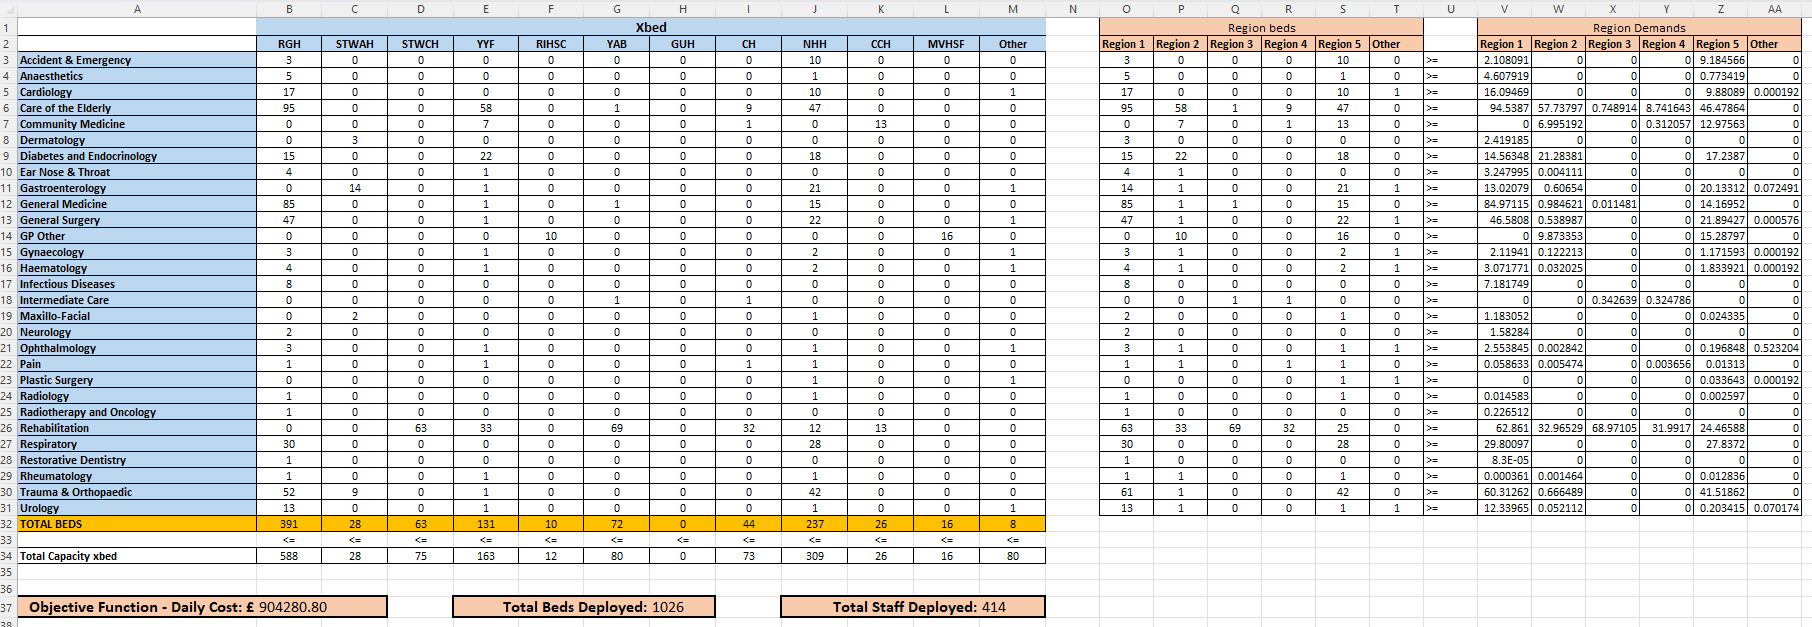 A B C D E F G H I J K L M N O P Q R S T U V W X Y Z AA
1 Xbed Region beds Region Demands
2 RGH STWAH STWCH YYF RIHSC YAB GUH CH NHH CCH MVHSF Other Region 1 Region 2 Region 3 Region 4 Region 5 Other Region 1 Region 2 Region 3 Region 4 Region 5 Other
3 Accident & Emergency 3 0 0 0 0 0 0 0 10 0 0 0 3 0 0 0 10 0 >= 2.108091 0 0 0 9.184566 0
4 Anaesthetics 5 0 0 0 0 0 0 0 1 0 0 0 5 0 0 0 1 0 >= 4.607919 0 0 0 0.773419 0
5 Cardiology 17 0 0 0 0 0 0 0 10 0 0 1 17 0 0 0 10 1 >= 16.09469 0 0 0 9.88089 0.000192
6 Care of the Elderly 95 0 0 58 0 1 0 9 47 0 0 0 95 58 1 9 47 0 >= 94.5387 57.73797 0.748914 8.741643 46.47864 0
7 Community Medicine 0 0 0 7 0 0 0 1 0 13 0 0 0 7 0 1 13 0 >= 0 6.995192 0 0.312057 12.97563 0
8 Dermatology 0 3 0 0 0 0 0 0 0 0 0 0 3 0 0 0 0 0 >= 2.419185 0 0 0 0 0
9 Diabetes and Endocrinology 15 0 0 22 0 0 0 0 18 0 0 0 15 22 0 0 18 0 >= 14.56348 21.28381 0 0 17.2387 0
10 Ear Nose & Throat 4 0 0 1 0 0 0 0 0 0 0 0 4 1 0 0 0 0 >= 3.247995 0.004111 0 0 0 0
11 Gastroenterology 0 14 0 1 0 0 0 0 21 0 0 1 14 1 0 0 21 1 >= 13.02079 0.60654 0 0 20.13312 0.072491
12 General Medicine 85 0 0 1 0 1 0 0 15 0 0 0 85 1 1 0 15 0 >= 84.97115 0.984621 0.011481 0 14.16952 0
13 General Surgery 47 0 0 1 0 0 0 0 22 0 0 1 47 1 0 0 22 1 >= 46.5808 0.538987 0 0 21.89427 0.000576
14 GP Other 0 0 0 0 10 0 0 0 0 0 16 0 0 10 0 0 16 0 >= 0 9.873353 0 0 15.28797 0
15 Gynaecology 3 0 0 1 0 0 0 0 2 0 0 1 3 1 0 0 2 1 >= 2.11941 0.122213 0 0 1.171593 0.000192
16 Haematology 4 0 0 1 0 0 0 0 2 0 0 1 4 1 0 0 2 1 >= 3.071771 0.032025 0 0 1.833921 0.000192
17 Infectious Diseases 8 0 0 0 0 0 0 0 0 0 0 0 8 0 0 0 0 0 >= 7.181749 0 0 0 0 0
18 Intermediate Care 0 0 0 0 0 1 0 1 0 0 0 0 0 0 1 1 0 0 >= 0 0 0.342639 0.324786 0 0
19 Maxillo-Facial 0 2 0 0 0 0 0 0 1 0 0 0 2 0 0 0 1 0 >= 1.183052 0 0 0 0.024335 0
20 Neurology 2 0 0 0 0 0 0 0 0 0 0 0 2 0 0 0 0 0 >= 1.58284 0 0 0 0 0
21 Ophthalmology 3 0 0 1 0 0 0 0 1 0 0 1 3 1 0 0 1 1 >= 2.553845 0.002842 0 0 0.196848 0.523204
22 Pain 1 0 0 1 0 0 0 1 1 0 0 0 1 1 0 1 1 0 >= 0.058633 0.005474 0 0.003656 0.01313 0
23 Plastic Surgery 0 0 0 0 0 0 0 0 1 0 0 1 0 0 0 0 1 1 >= 0 0 0 0 0.033643 0.000192
24 Radiology 1 0 0 0 0 0 0 0 1 0 0 0 1 0 0 0 1 0 >= 0.014583 0 0 0 0.002597 0
25 Radiotherapy and Oncology 1 0 0 0 0 0 0 0 0 0 0 0 1 0 0 0 0 0 >= 0.226512 0 0 0 0 0
26 Rehabilitation 0 0 63 33 0 69 0 32 12 13 0 0 63 33 69 32 25 0 >= 62.861 32.96529 68.97105 31.9917 24.46588 0
27 Respiratory 30 0 0 0 0 0 0 0 28 0 0 0 30 0 0 0 28 0 >= 29.80097 0 0 0 27.8372 0
28 Restorative Dentistry 1 0 0 0 0 0 0 0 0 0 0 0 1 0 0 0 0 0 >= 8.3E-05 0 0 0 0 0
29 Rheumatology 1 0 0 1 0 0 0 0 1 0 0 0 1 1 0 0 1 0 >= 0.000361 0.001464 0 0 0.012836 0
30 Trauma & Orthopaedic 52 9 0 1 0 0 0 0 42 0 0 0 61 1 0 0 42 0 >= 60.31262 0.666489 0 0 41.51862 0
31 Urology 13 0 0 1 0 0 0 0 1 0 0 1 13 1 0 0 1 1 >= 12.33965 0.052112 0 0 0.203415 0.070174
32 TOTAL BEDS 391 28 63 131 10 72 0 44 237 26 16 8
33 <= <= <= <= <= <= <= <= <= <= <= <=
34 Total Capacity xbed 588 28 75 163 12 80 0 73 309 26 16 80
35
36
37 Objective Function - Daily Cost: £ 904280.80 Total Beds Deployed: 1026 Total Staff Deployed: 414
38